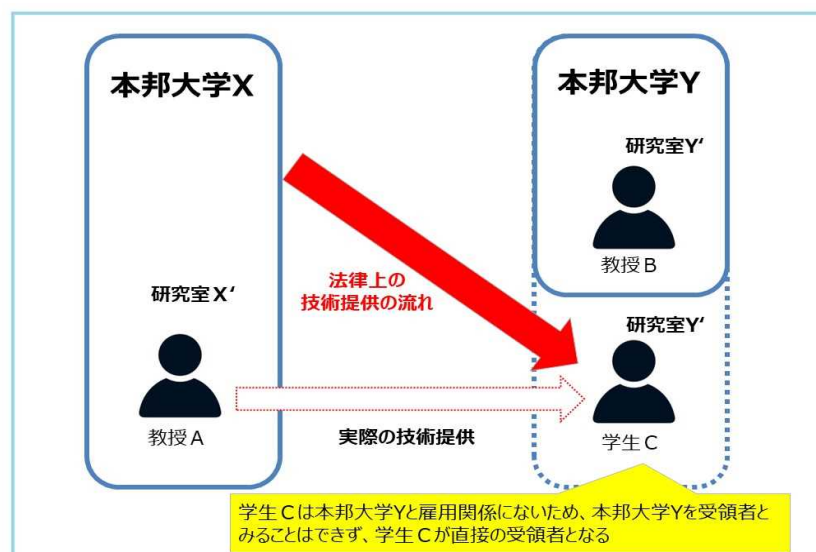 本邦大学X
本邦大学Y
研究室Y‘
教授B
法律上の
技術提供の流れ
研究室X‘
研究室Y‘
教授A
実際の技術提供
学生C
学生Cは本邦大学Yと雇用関係にないため、本邦大学Yを受領者と
みることはできず、学生Cが直接の受領者となる